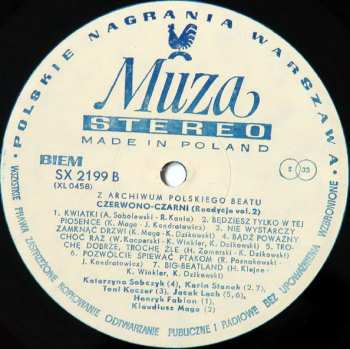 POLSKIE NAGRANIA WARSZAWA
Muza
STEREO
MADE IN POLAND
BIEM
SX 2199 B
(XL 0458)
33
Z ARCHIWUM POLSKIEGO BEATU
CZERWONO-CZARNI (Reedycja vol. 2)
1. KWIATKI (A. Sobolewski - R. Kania) 2. BĘDZIESZ TYLKO W TEJ
PIOSENCE (K. Maga - J. Kondratowicz) 3. NIE WYSTARCZY
ZAMKNĄĆ DRZWI (K. Maga - K. Dzikowski) 4. BĄDŹ POWAŻNY
CHOĆ RAZ (W. Kacperski - K. Winkler, K. Dzikowski) 5. TRO-
CHĘ DOBRZE, TROCHĘ ŹLE (H. Zomerski - K. Dzikowski)
6. POZWÓLCIE ŚPIEWAĆ PTAKOM (R. Poznakowski -
J. Kondratowicz) 7. BIG-BEATLAND (H. Klejne -
K. Winkler, K. Dzikowski)
Katarzyna Sobczyk (4) Karin Stanek (2, 7)
Toni Keczer (3), Jacek Lech (5, 6),
Henryk Fabian (1)
Klaudiusz Maga (2)
WSZYSTKIE PRAWA ZASTRZEŻONE KOPIOWANIE ODTWARZANIE PUBLICZNE I RADIOWE BEZ UPOWAŻNIENIA WZBRONIONE